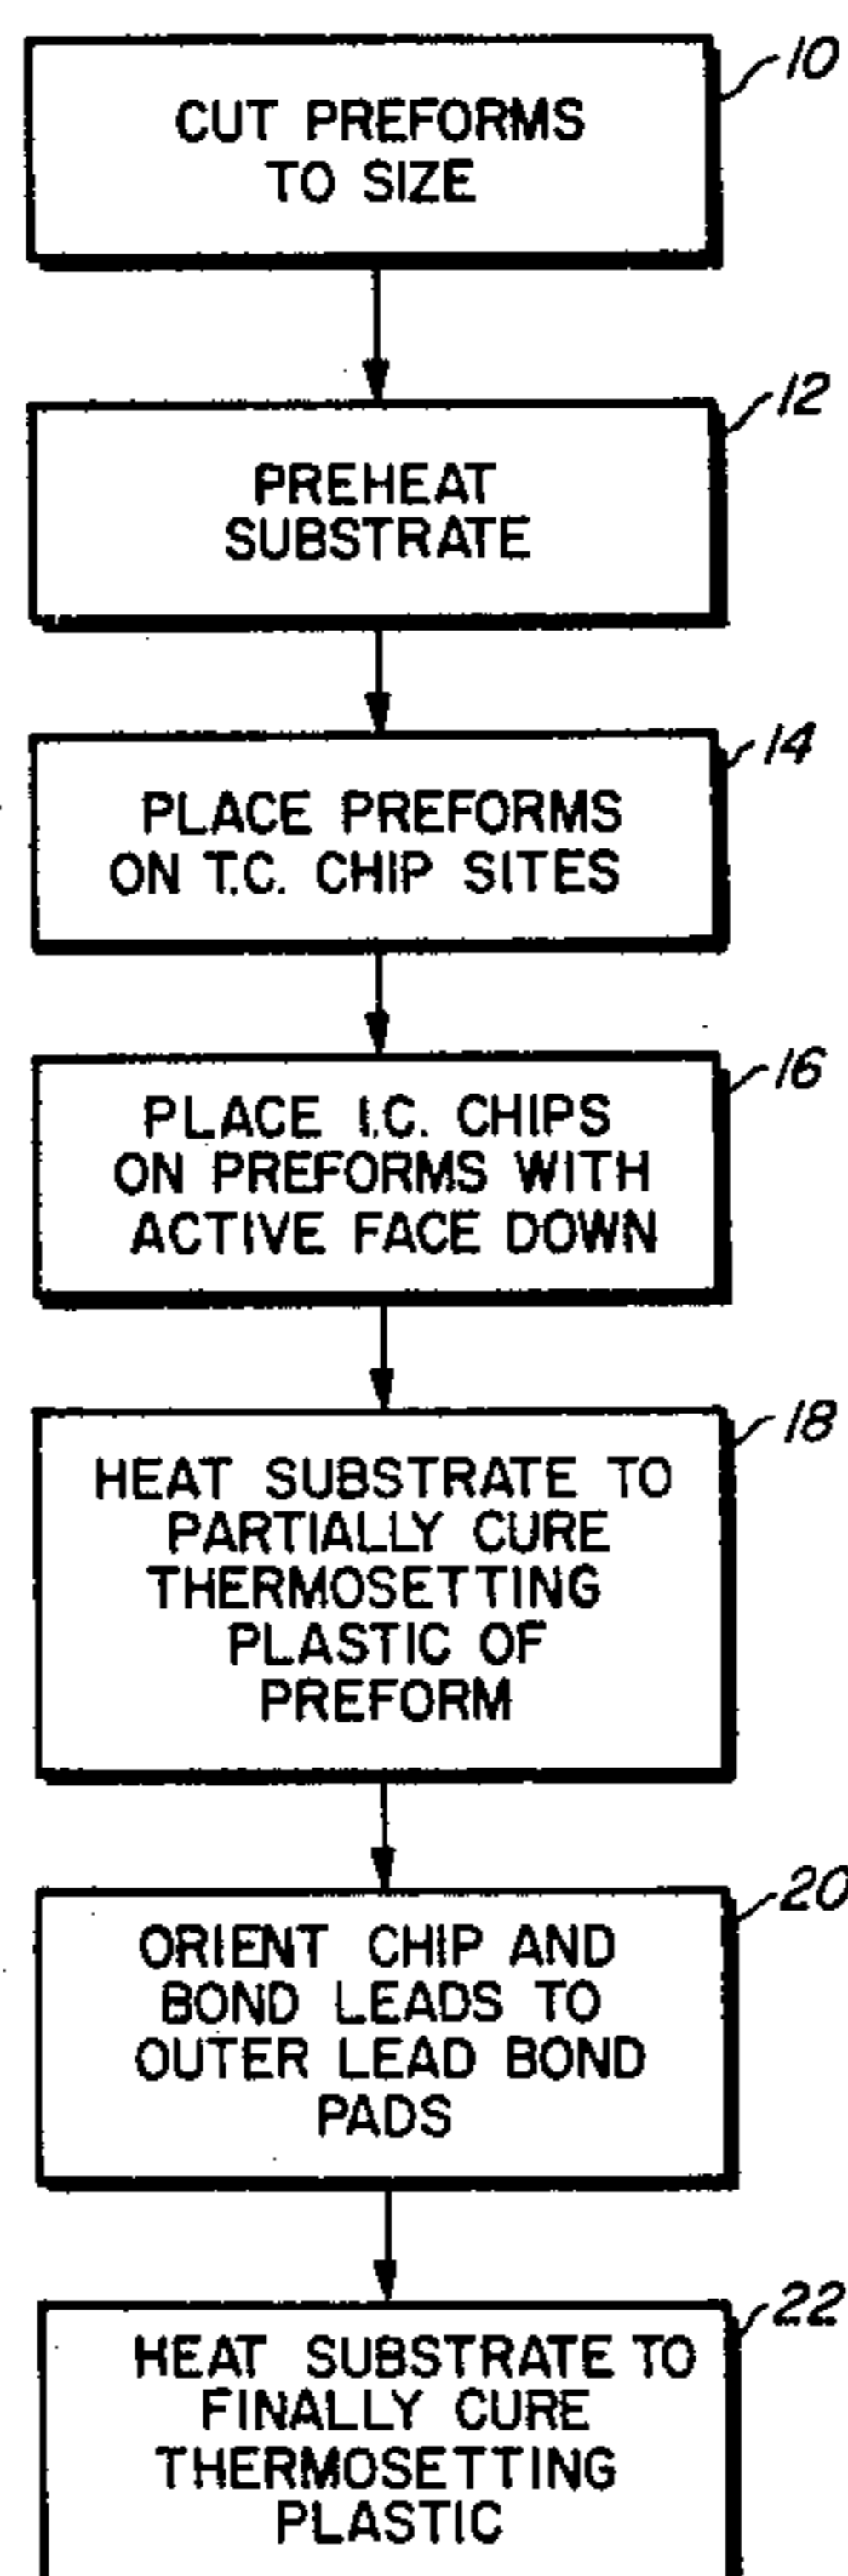 10
CUT PREFORMS
TO SIZE
12
PREHEAT
SUBSTRATE
14
PLACE PREFORMS
ON T.C. CHIP SITES
16
PLACE I.C. CHIPS
ON PREFORMS WITH
ACTIVE FACE DOWN
18
HEAT SUBSTRATE TO
PARTIALLY CURE
THERMOSETTING
PLASTIC OF
PREFORM
20
ORIENT CHIP AND
BOND LEADS TO
OUTER LEAD BOND
PADS
22
HEAT SUBSTRATE TO
FINALLY CURE
THERMOSETTING
PLASTIC